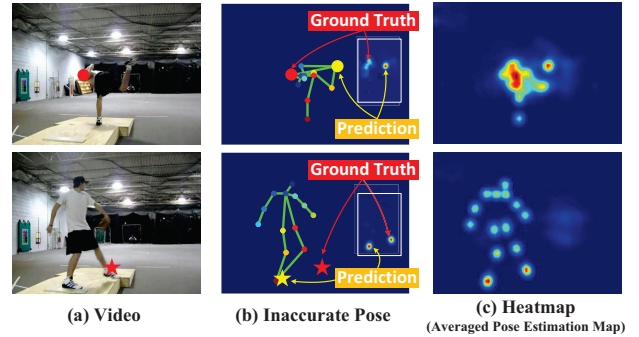 Ground Truth
Prediction
Ground Truth
Prediction
(a) Video
(b) Inaccurate Pose
(c) Heatmap
(Averaged Pose Estimation Map)